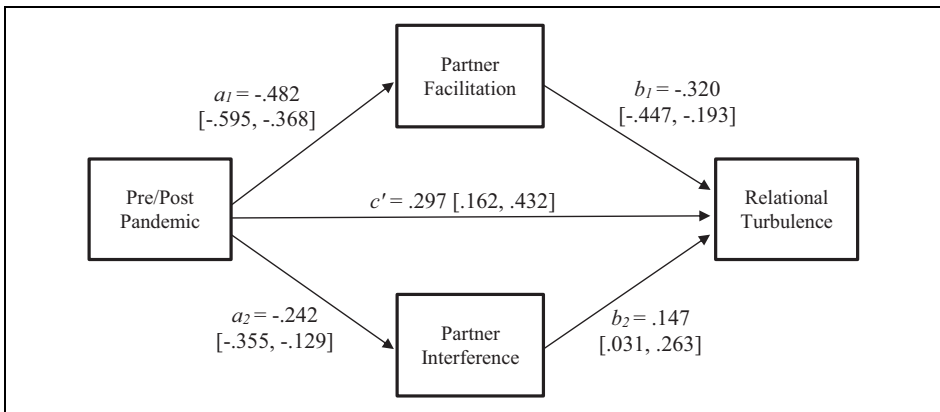 Partner
Facilitation
a1 = -.482
[-.595, -.368]
b1 = -.320
[-.447, -.193]
Pre/Post
Pandemic
c' = .297 [.162, .432]
Relational
Turbulence
a2 = -.242
[-.355, -.129]
Partner
Interference
b2 = .147
[.031, .263]